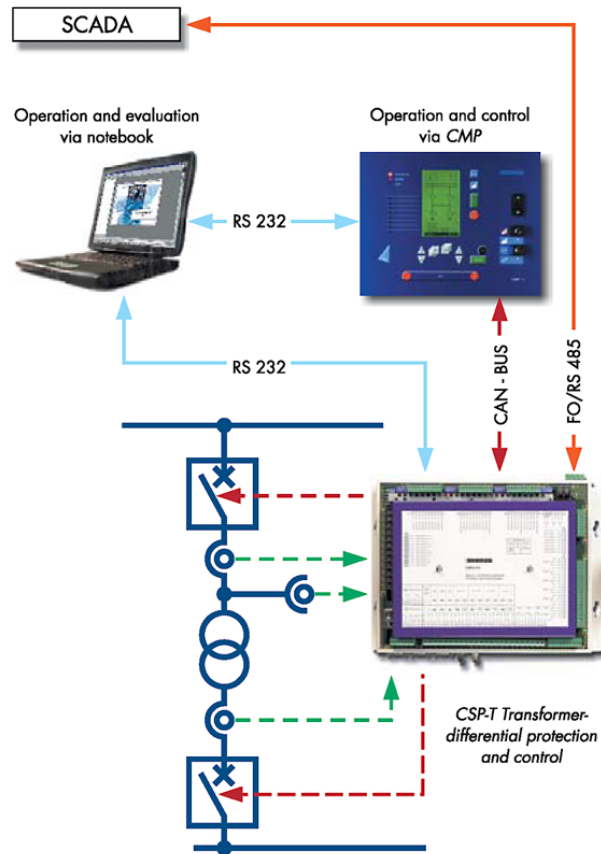 SCADA
Operation and evaluation
via notebook
Operation and control
via CMP
RS 232
RS 232
CAN - BUS
FO/RS 485
CSP-T Transformer-
differential protection
and control